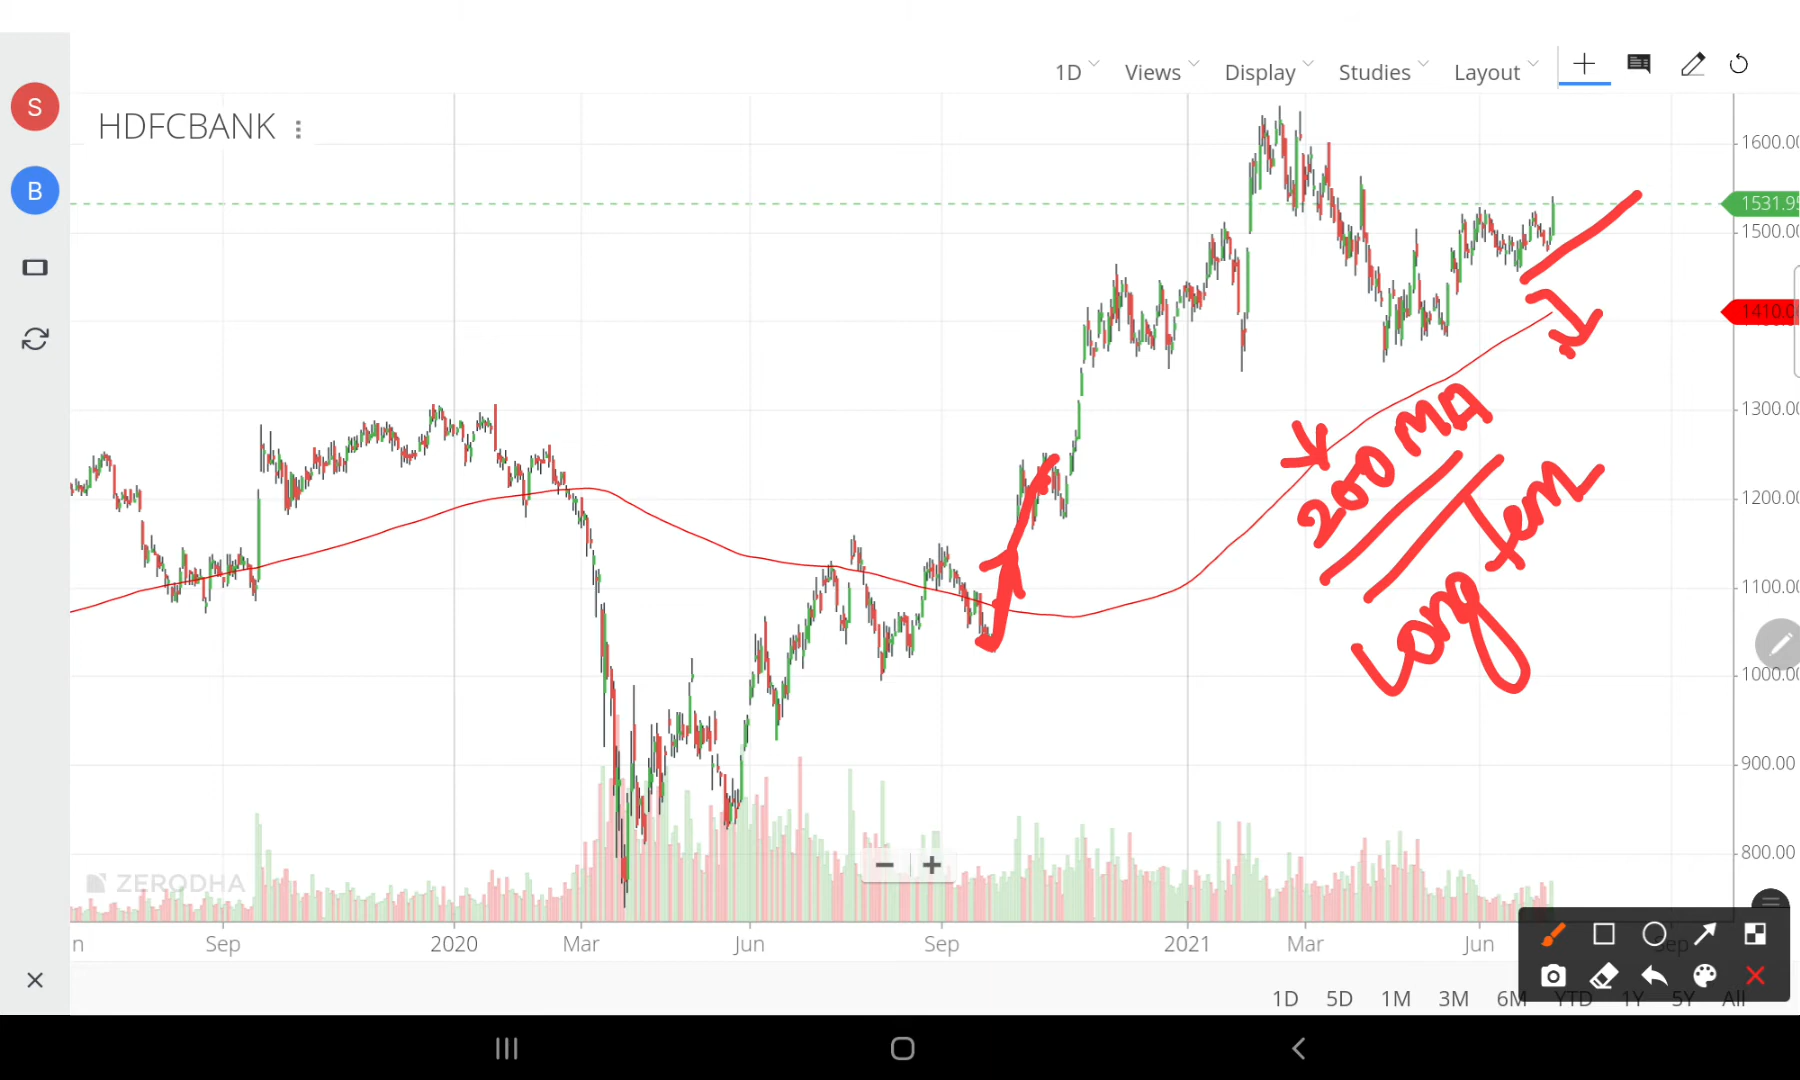 1D Views Display Studies Layout
S
HDFCBANK
B
1600.00
1531.95
1500.00
1410.0
1300.00
1200.00
1100.00
1000.00
900.00
800.00
200 MA
Long term
ZERODHA
n Sep 2020 Mar Jun Sep 2021 Mar Jun Sep
1D 5D 1M 3M 6M YTD 1Y 5Y All